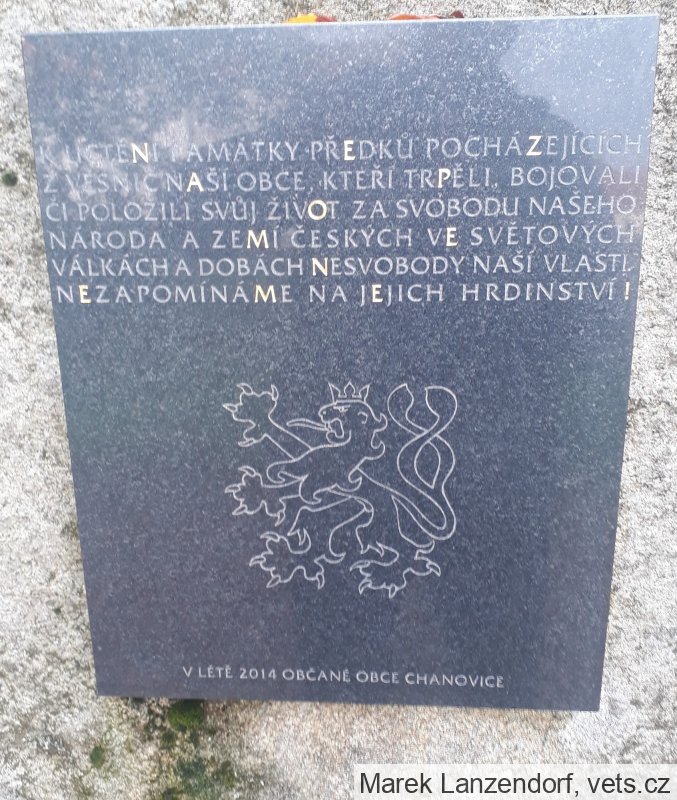 K UCTĚNÍ PAMÁTKY PŘEDKŮ POCHÁZEJÍCÍCH
Z VESNIC NAŠÍ OBCE, KTEŘÍ TRPĚLI, BOJOVALI
ČI POLOŽILI SVŮJ ŽIVOT ZA SVOBODU NAŠEHO
NÁRODA A ZEMÍ ČESKÝCH VE SVĚTOVÝCH
VÁLKÁCH A DOBÁCH NESVOBODY NAŠÍ VLASTI.
NEZAPOMÍNÁME NA JEJICH HRDINSTVÍ!
V LÉTĚ 2014 OBČANÉ OBCE CHANOVICE
Marek Lanzendorf, vets.cz